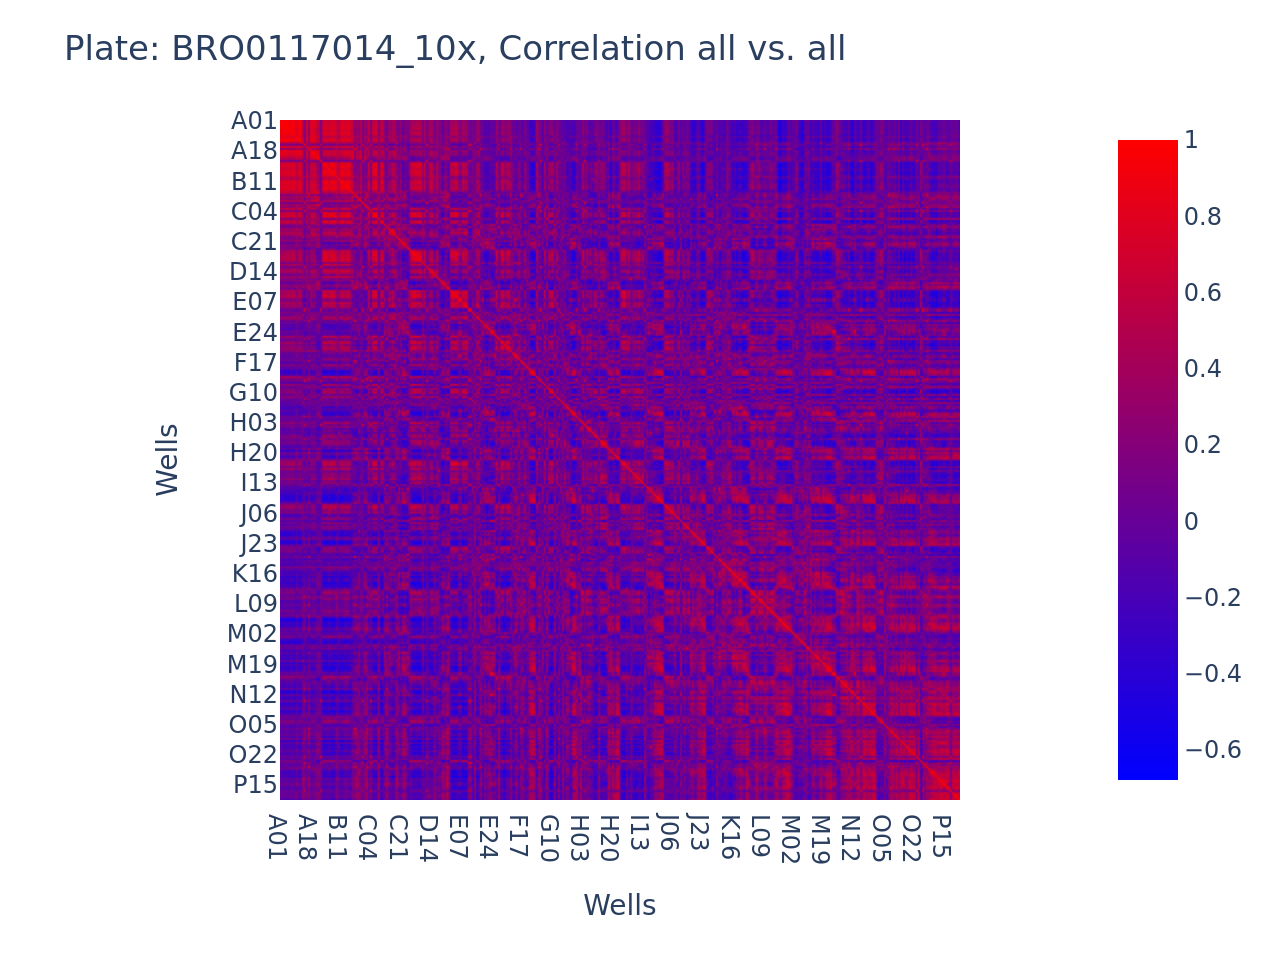 Plate: BRO0117014_10x, Correlation all vs. all
A01
A18
B11
C04
C21
D14
E07
E24
F17
G10
H03
H20
I13
J06
J23
K16
L09
M02
M19
N12
O05
O22
P15
Wells
A01
A18
B11
C04
C21
D14
E07
E24
F17
G10
H03
H20
I13
J06
J23
K16
L09
M02
M19
N12
O05
O22
P15
Wells
1
0.8
0.6
0.4
0.2
0
−0.2
−0.4
−0.6